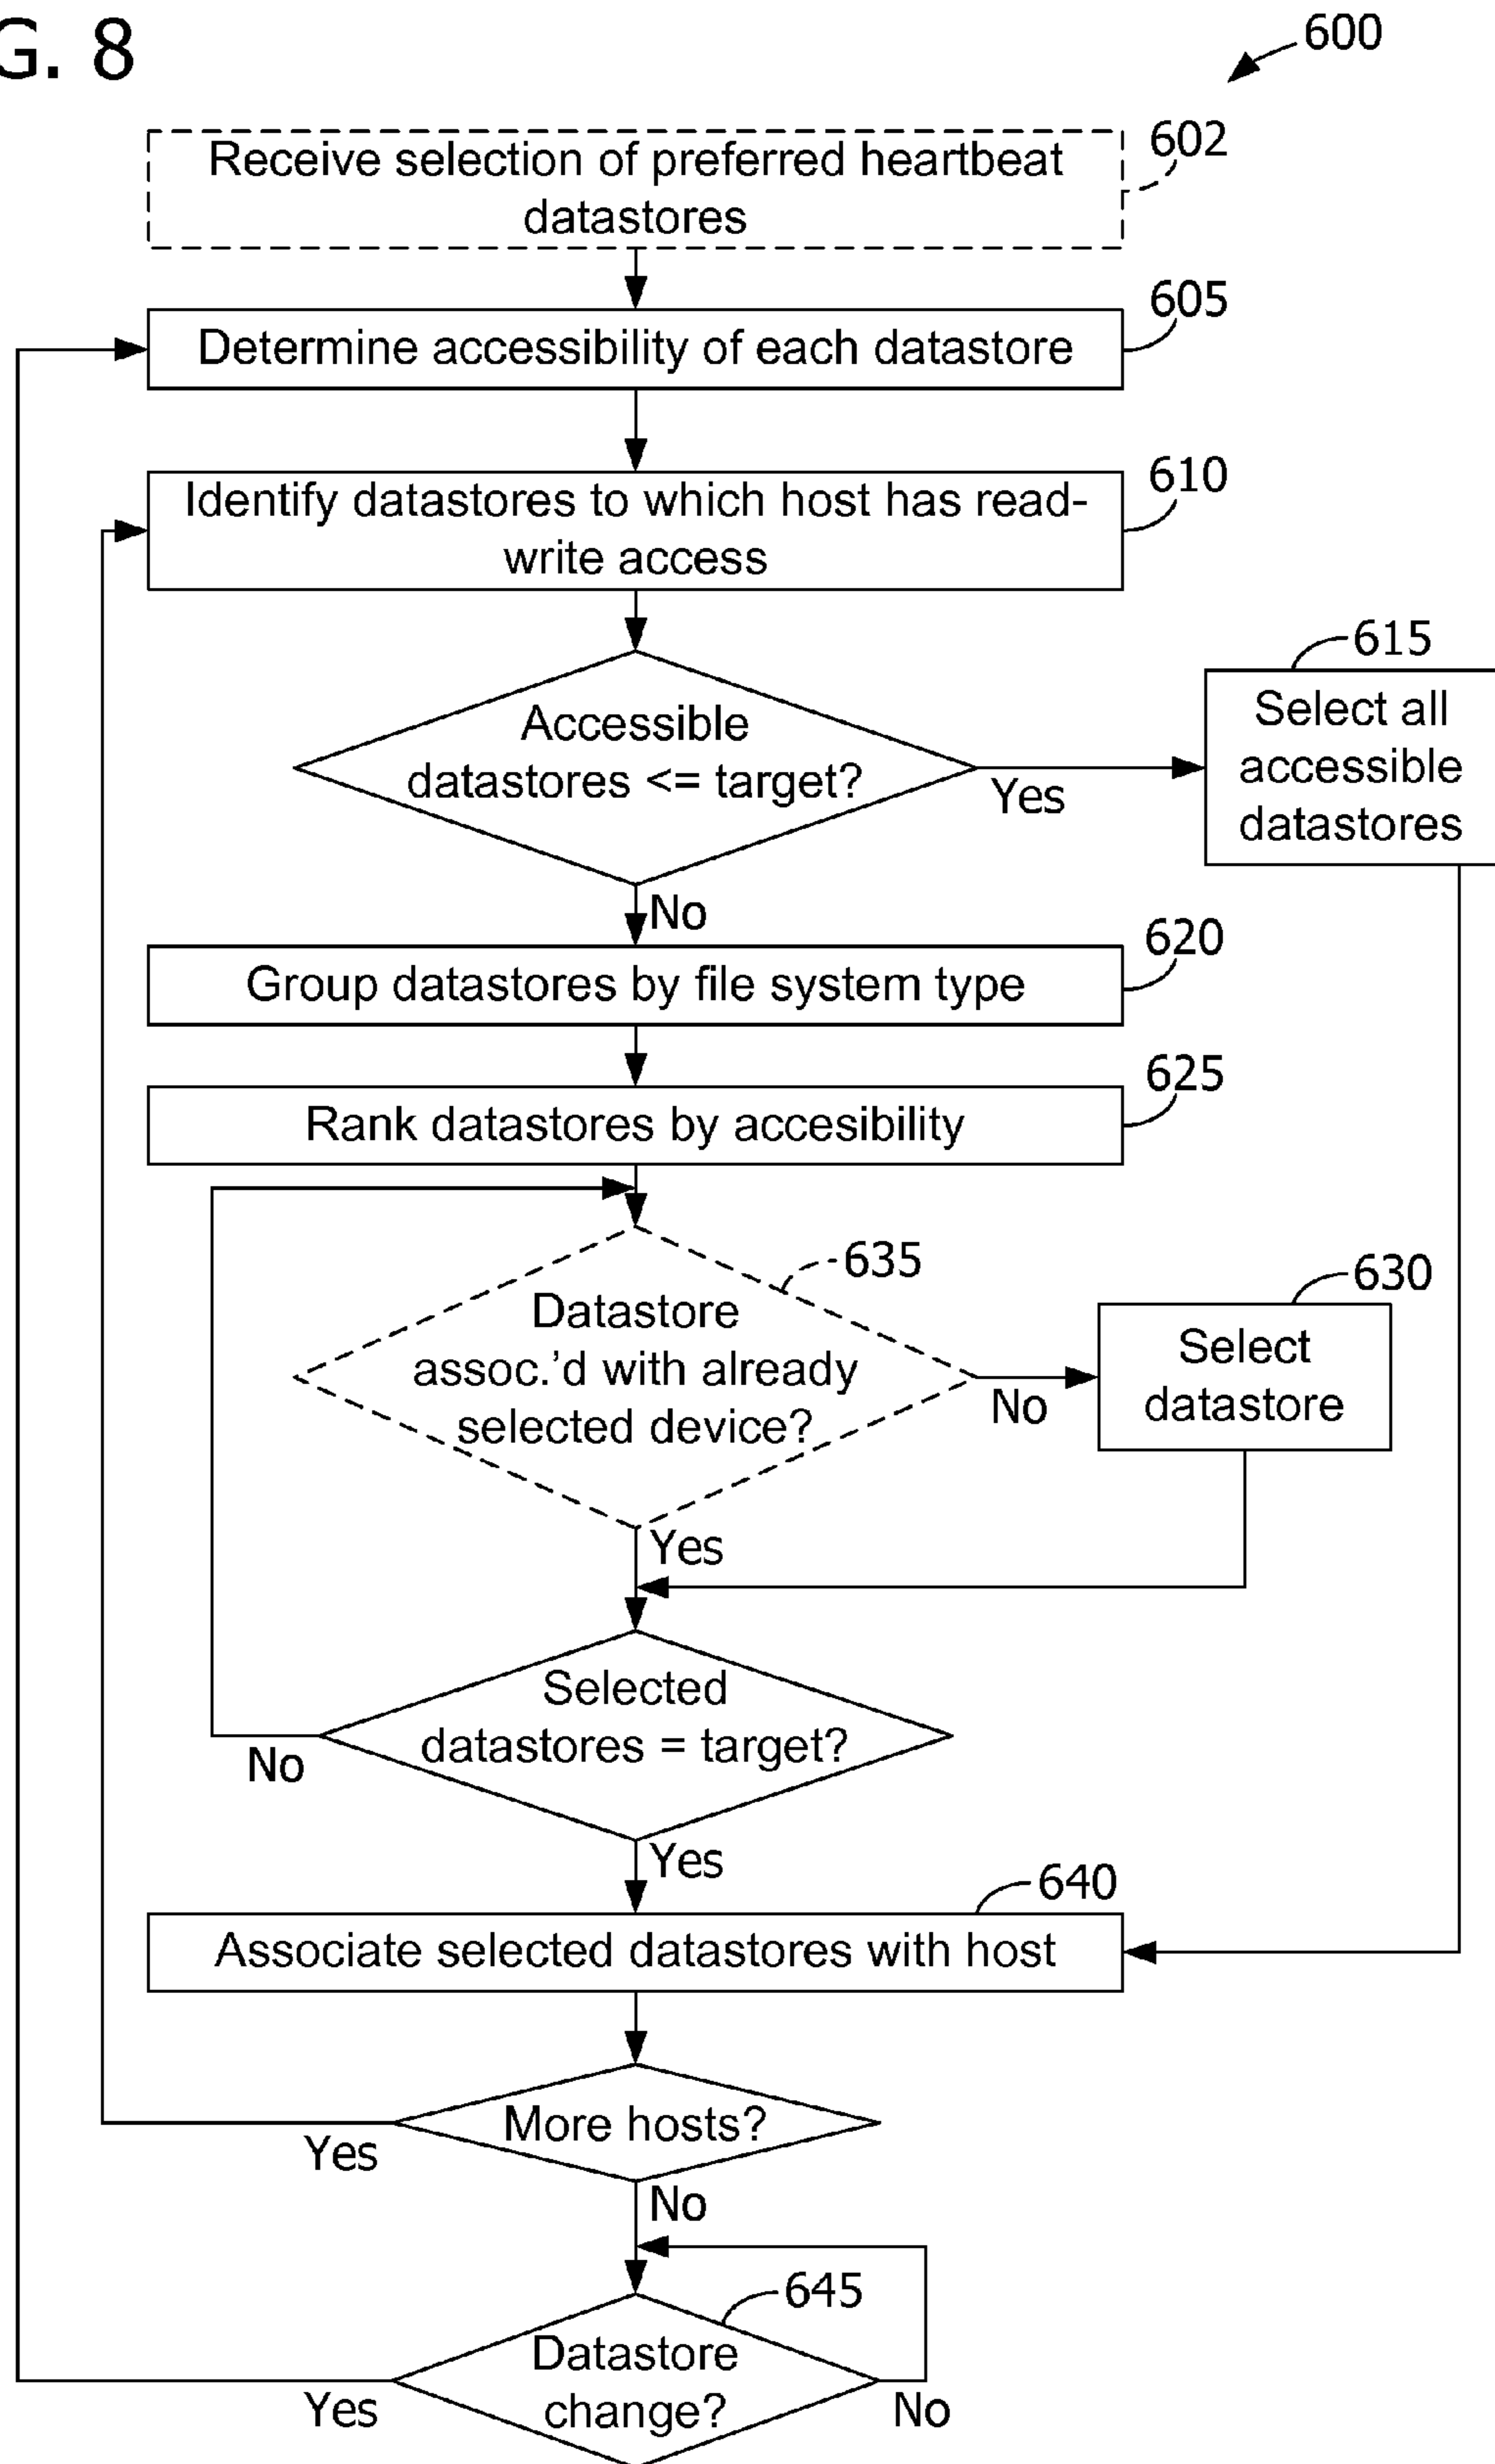 G. 8
600
602
Receive selection of preferred heartbeat
datastores
605
Determine accessibility of each datastore
610
Identify datastores to which host has read-
write access
615
Select all
accessible
datastores
Accessible
datastores <= target?
Yes
No
620
Group datastores by file system type
625
Rank datastores by accesibility
635
Datastore
assoc.'d with already
selected device?
630
Select
datastore
No
Yes
Selected
datastores = target?
No
Yes
640
Associate selected datastores with host
More hosts?
Yes
No
645
Datastore
change?
Yes
No